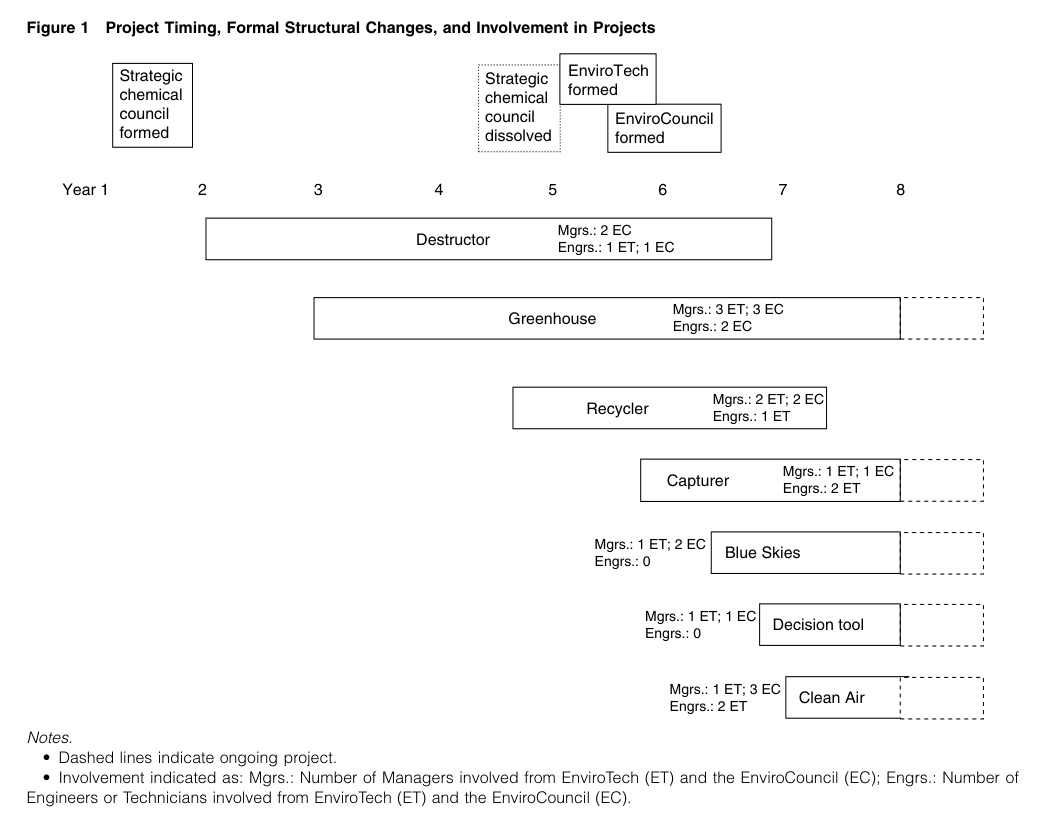 Figure 1 Project Timing, Formal Structural Changes, and Involvement in Projects
Strategic
chemical
council
formed
Strategic
chemical
council
dissolved
EnviroTech
formed
EnviroCouncil
formed
Year 1 2 3 4 5 6 7 8
Destructor
Mgrs.: 2 EC
Engrs.: 1 ET; 1 EC
Greenhouse
Mgrs.: 3 ET; 3 EC
Engrs.: 2 EC
Recycler
Mgrs.: 2 ET; 2 EC
Engrs.: 1 ET
Capturer
Mgrs.: 1 ET; 1 EC
Engrs.: 2 ET
Mgrs.: 1 ET; 2 EC
Engrs.: 0
Blue Skies
Mgrs.: 1 ET; 1 EC
Engrs.: 0
Decision tool
Mgrs.: 1 ET; 3 EC
Engrs.: 2 ET
Clean Air
Notes.
• Dashed lines indicate ongoing project.
• Involvement indicated as: Mgrs.: Number of Managers involved from EnviroTech (ET) and the EnviroCouncil (EC); Engrs.: Number of
Engineers or Technicians involved from EnviroTech (ET) and the EnviroCouncil (EC).